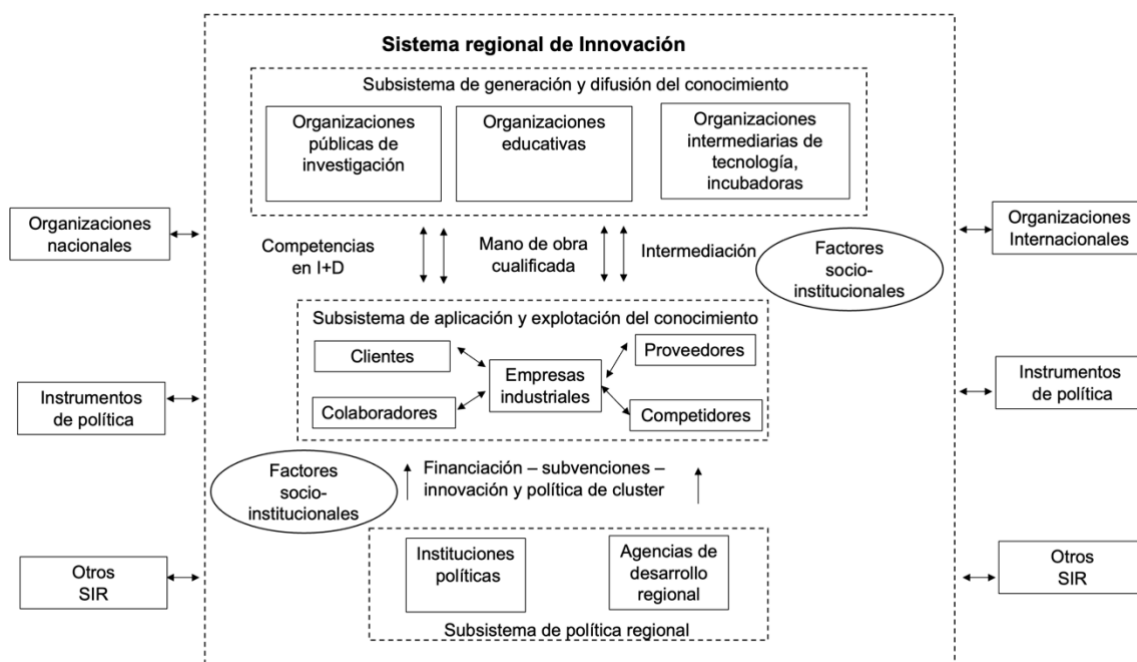 Sistema regional de Innovación
Subsistema de generación y difusión del conocimiento
Organizaciones
públicas de
investigación
Organizaciones
educativas
Organizaciones
intermediarias de
tecnología,
incubadoras
Organizaciones
nacionales
Organizaciones
Internacionales
Competencias
en I+D
Mano de obra
cualificada
Intermediación
Factores
socio-
institucionales
Subsistema de aplicación y explotación del conocimiento
Clientes
Proveedores
Empresas
industriales
Colaboradores
Competidores
Instrumentos
de política
Instrumentos
de política
Factores
socio-
institucionales
Financiación – subvenciones –
innovación y política de cluster
Instituciones
políticas
Agencias de
desarrollo
regional
Subsistema de política regional
Otros
SIR
Otros
SIR